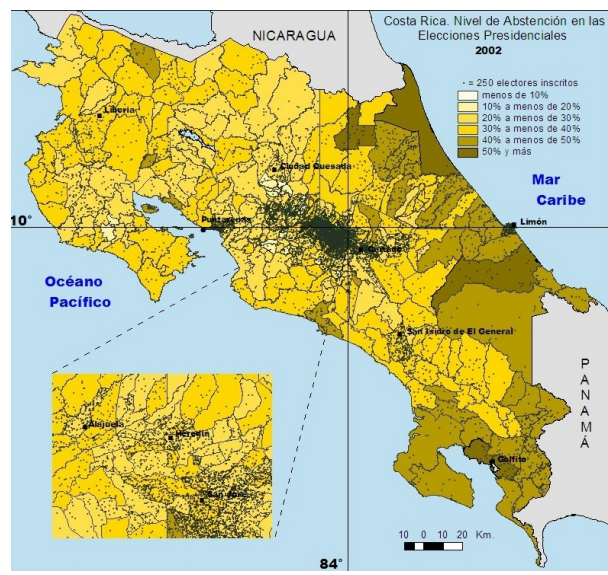 Costa Rica. Nivel de Abstención en las
Elecciones Presidenciales
2002
NICARAGUA
• = 250 electores inscritos
menos de 10%
10% a menos de 20%
20% a menos de 30%
30% a menos de 40%
40% a menos de 50%
50% y más
Liberia
Ciudad Quesada
Mar
Caribe
10°
Puntarenas
Limón
Océano
Pacífico
San Isidro de El General
PANAMÁ
Alajuela
Heredia
San José
Golfito
10 0 10 20 Km.
84°